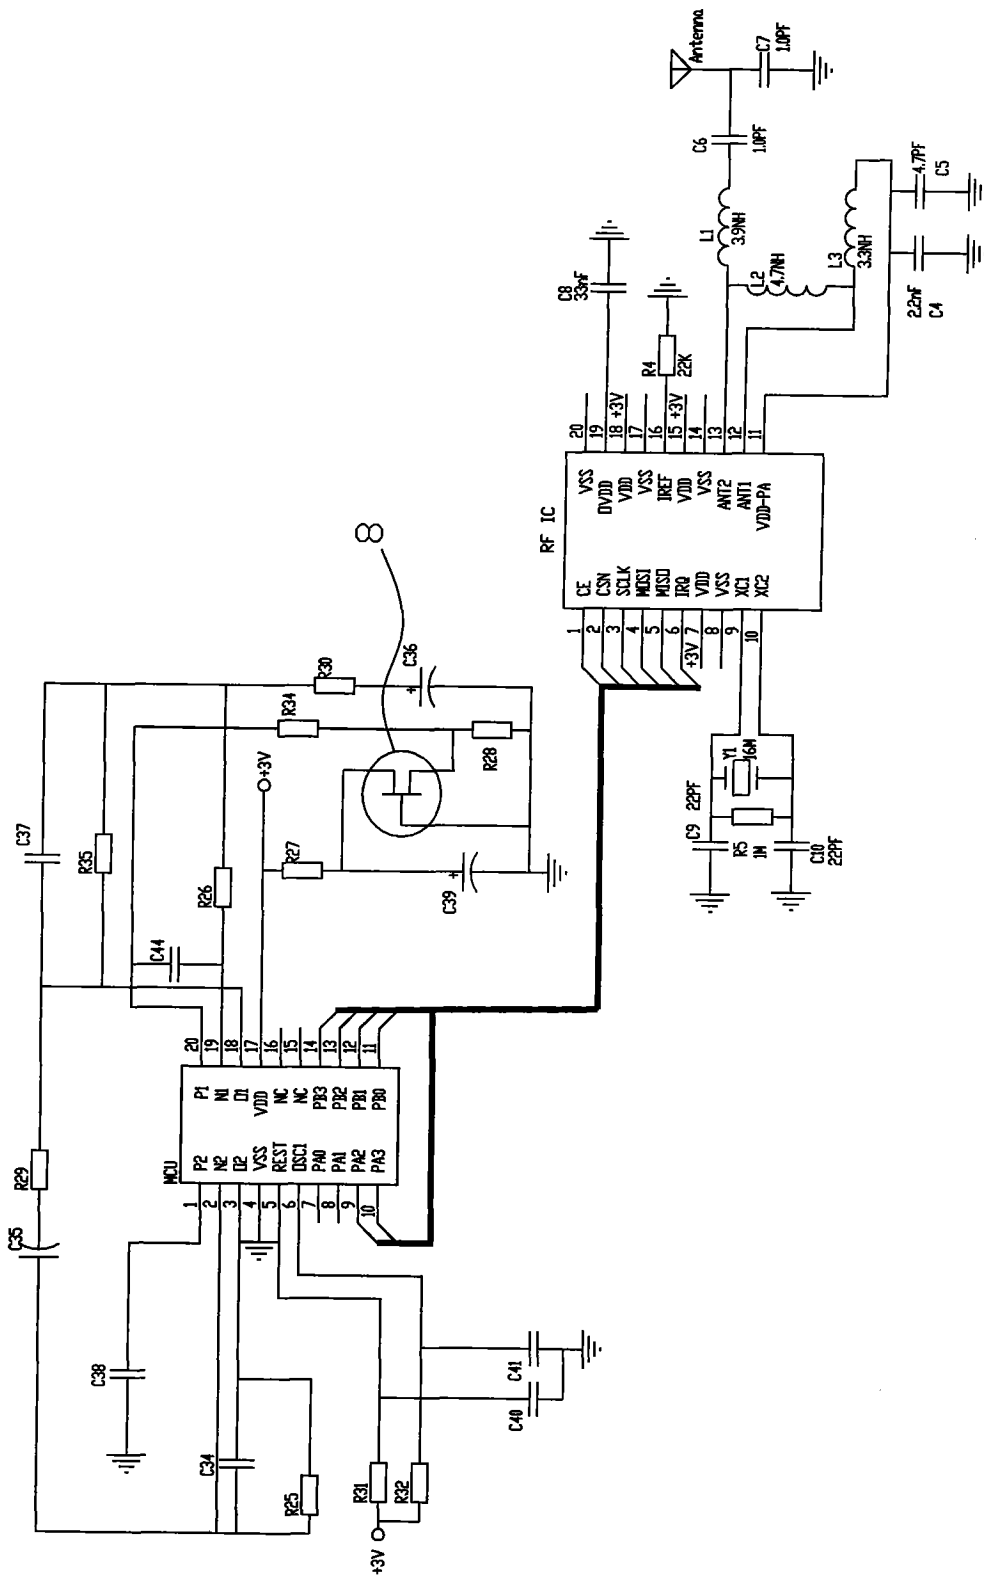 C35
R29
C37
R35
C38
C44
R26
R30
C36
R34
R28
+3V
R27
C39
8
C34
R25
MCU
1 P2 P1 20
2 N2 N1 19
3 O2 O1 18
4 VSS VDD 17
5 REST NC 16
6 OSC1 NC 15
7 PA0 PB3 14
8 PA1 PB2 13
9 PA2 PB1 12
10 PA3 PB0 11
+3V
R31
R32
C40
C41
RF IC
1 CE VSS 20
2 CSN DVDD 19
3 SCLK VDD 18 +3V
4 MOSI VSS 17
5 MISO IREF 16
6 IRQ VDD 15 +3V
+3V 7 VDD VSS 14
8 VSS ANT2 13
9 XC1 ANT1 12
10 XC2 VDD-PA 11
C9 22PF
Y1
16M
R5
1M
C10
22PF
C8
33nF
R4
22K
L1
3.9NH
C6
1.0PF
Antenna
C7
1.0PF
L2
4.7NH
L3
3.3NH
2.2nF
C4
4.7PF
C5